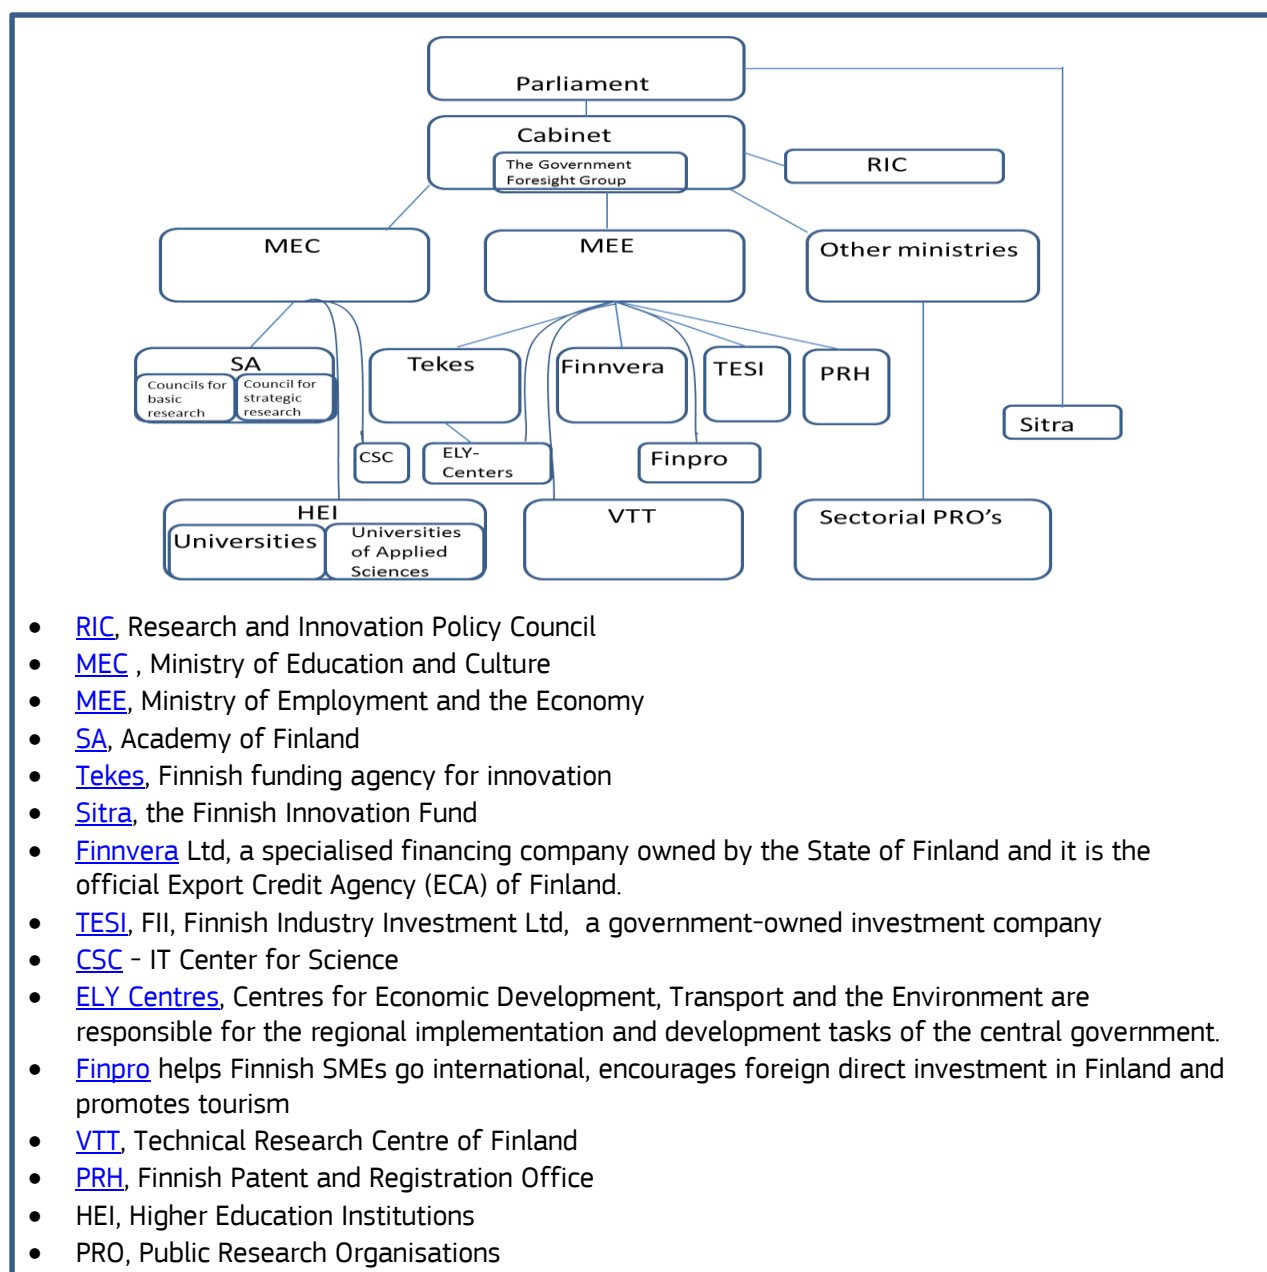 Parliament
Cabinet
The Government
Foresight Group
RIC
MEC
MEE
Other ministries
SA
Councils for
basic
research
Council for
strategic
research
Tekes
Finnvera
TESI
PRH
Sitra
CSC
ELY-
Centers
Finpro
HEI
Universities
Universities
of Applied
Sciences
VTT
Sectorial PRO’s
• RIC, Research and Innovation Policy Council
• MEC , Ministry of Education and Culture
• MEE, Ministry of Employment and the Economy
• SA, Academy of Finland
• Tekes, Finnish funding agency for innovation
• Sitra, the Finnish Innovation Fund
• Finnvera Ltd, a specialised financing company owned by the State of Finland and it is the
official Export Credit Agency (ECA) of Finland.
• TESI, FII, Finnish Industry Investment Ltd, a government-owned investment company
• CSC - IT Center for Science
• ELY Centres, Centres for Economic Development, Transport and the Environment are
responsible for the regional implementation and development tasks of the central government.
• Finpro helps Finnish SMEs go international, encourages foreign direct investment in Finland and
promotes tourism
• VTT, Technical Research Centre of Finland
• PRH, Finnish Patent and Registration Office
• HEI, Higher Education Institutions
• PRO, Public Research Organisations